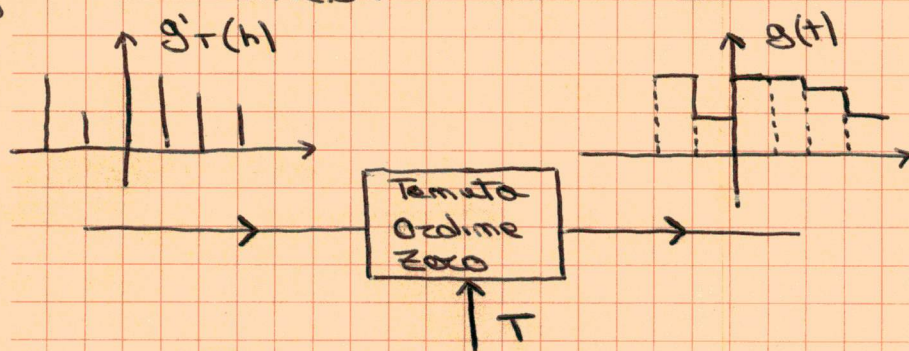 g'T(h)
g(t)
Tenuta
Ordine
Zero
T